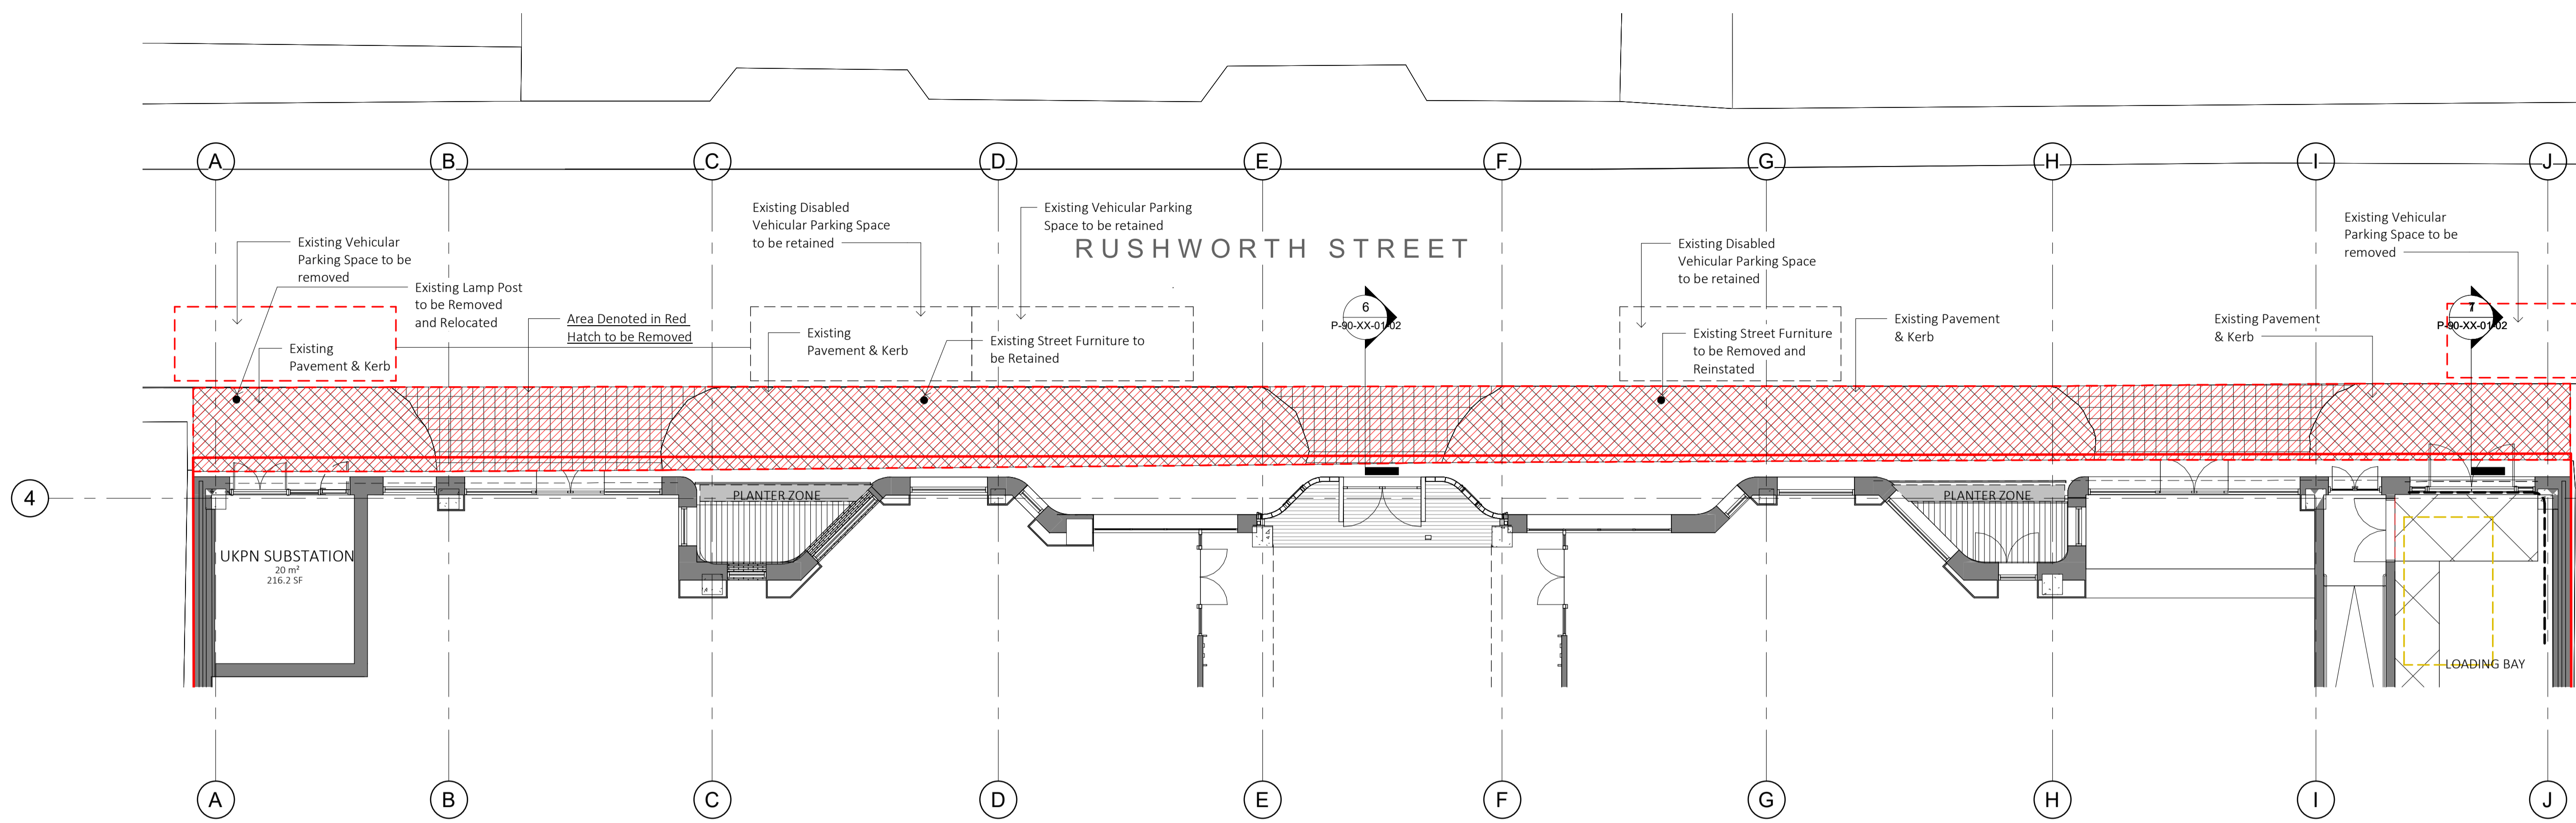 A B C D E F G H I J
Existing Vehicular
Parking Space to be
removed
Existing Lamp Post
to be Removed
and Relocated
Existing
Pavement & Kerb
Area Denoted in Red
Hatch to be Removed
Existing Disabled
Vehicular Parking Space
to be retained
Existing
Pavement & Kerb
Existing Vehicular Parking
Space to be retained
Existing Street Furniture to
be Retained
RUSHWORTH STREET
6
P-90-XX-01-02
Existing Disabled
Vehicular Parking Space
to be retained
Existing Street Furniture
to be Removed and
Reinstated
Existing Pavement
& Kerb
Existing Pavement
& Kerb
Existing Vehicular
Parking Space to be
removed
7
P-90-XX-01-02
4
PLANTER ZONE
PLANTER ZONE
UKPN SUBSTATION
20 m²
216.2 SF
LOADING BAY
A B C D E F G H I J